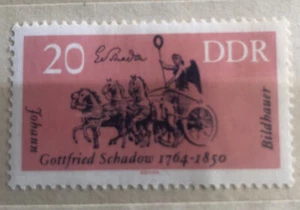 20 DDR
Johann
Gottfried Schadow 1764-1850
Bildhauer